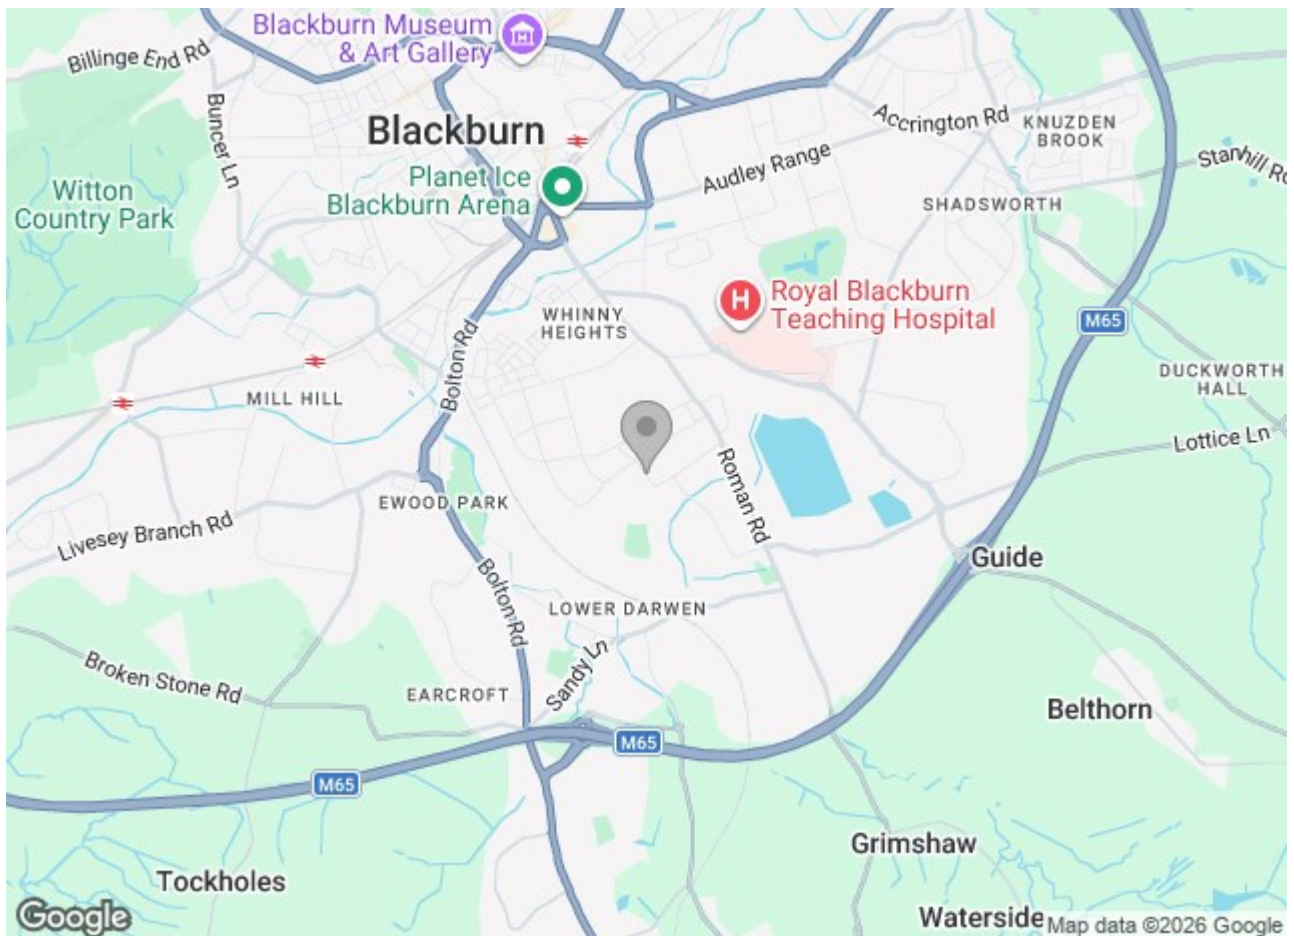 Blackburn Museum
& Art Gallery
Billinge End Rd
Buncer Ln
Blackburn
Accrington Rd
KNUZDEN
BROOK
Audley Range
Stanhill Rd
Planet Ice
Blackburn Arena
Witton
Country Park
SHADSWORTH
H
Royal Blackburn
Teaching Hospital
WHINNY
HEIGHTS
M65
Bolton Rd
DUCKWORTH
HALL
MILL HILL
Lottice Ln
Roman Rd
EWOOD PARK
Livesey Branch Rd
Guide
Bolton Rd
LOWER DARWEN
Sandy Ln
Broken Stone Rd
EARCROFT
Belthorn
M65
M65
Grimshaw
Tockholes
Google
Waterside
Map data ©2026 Google